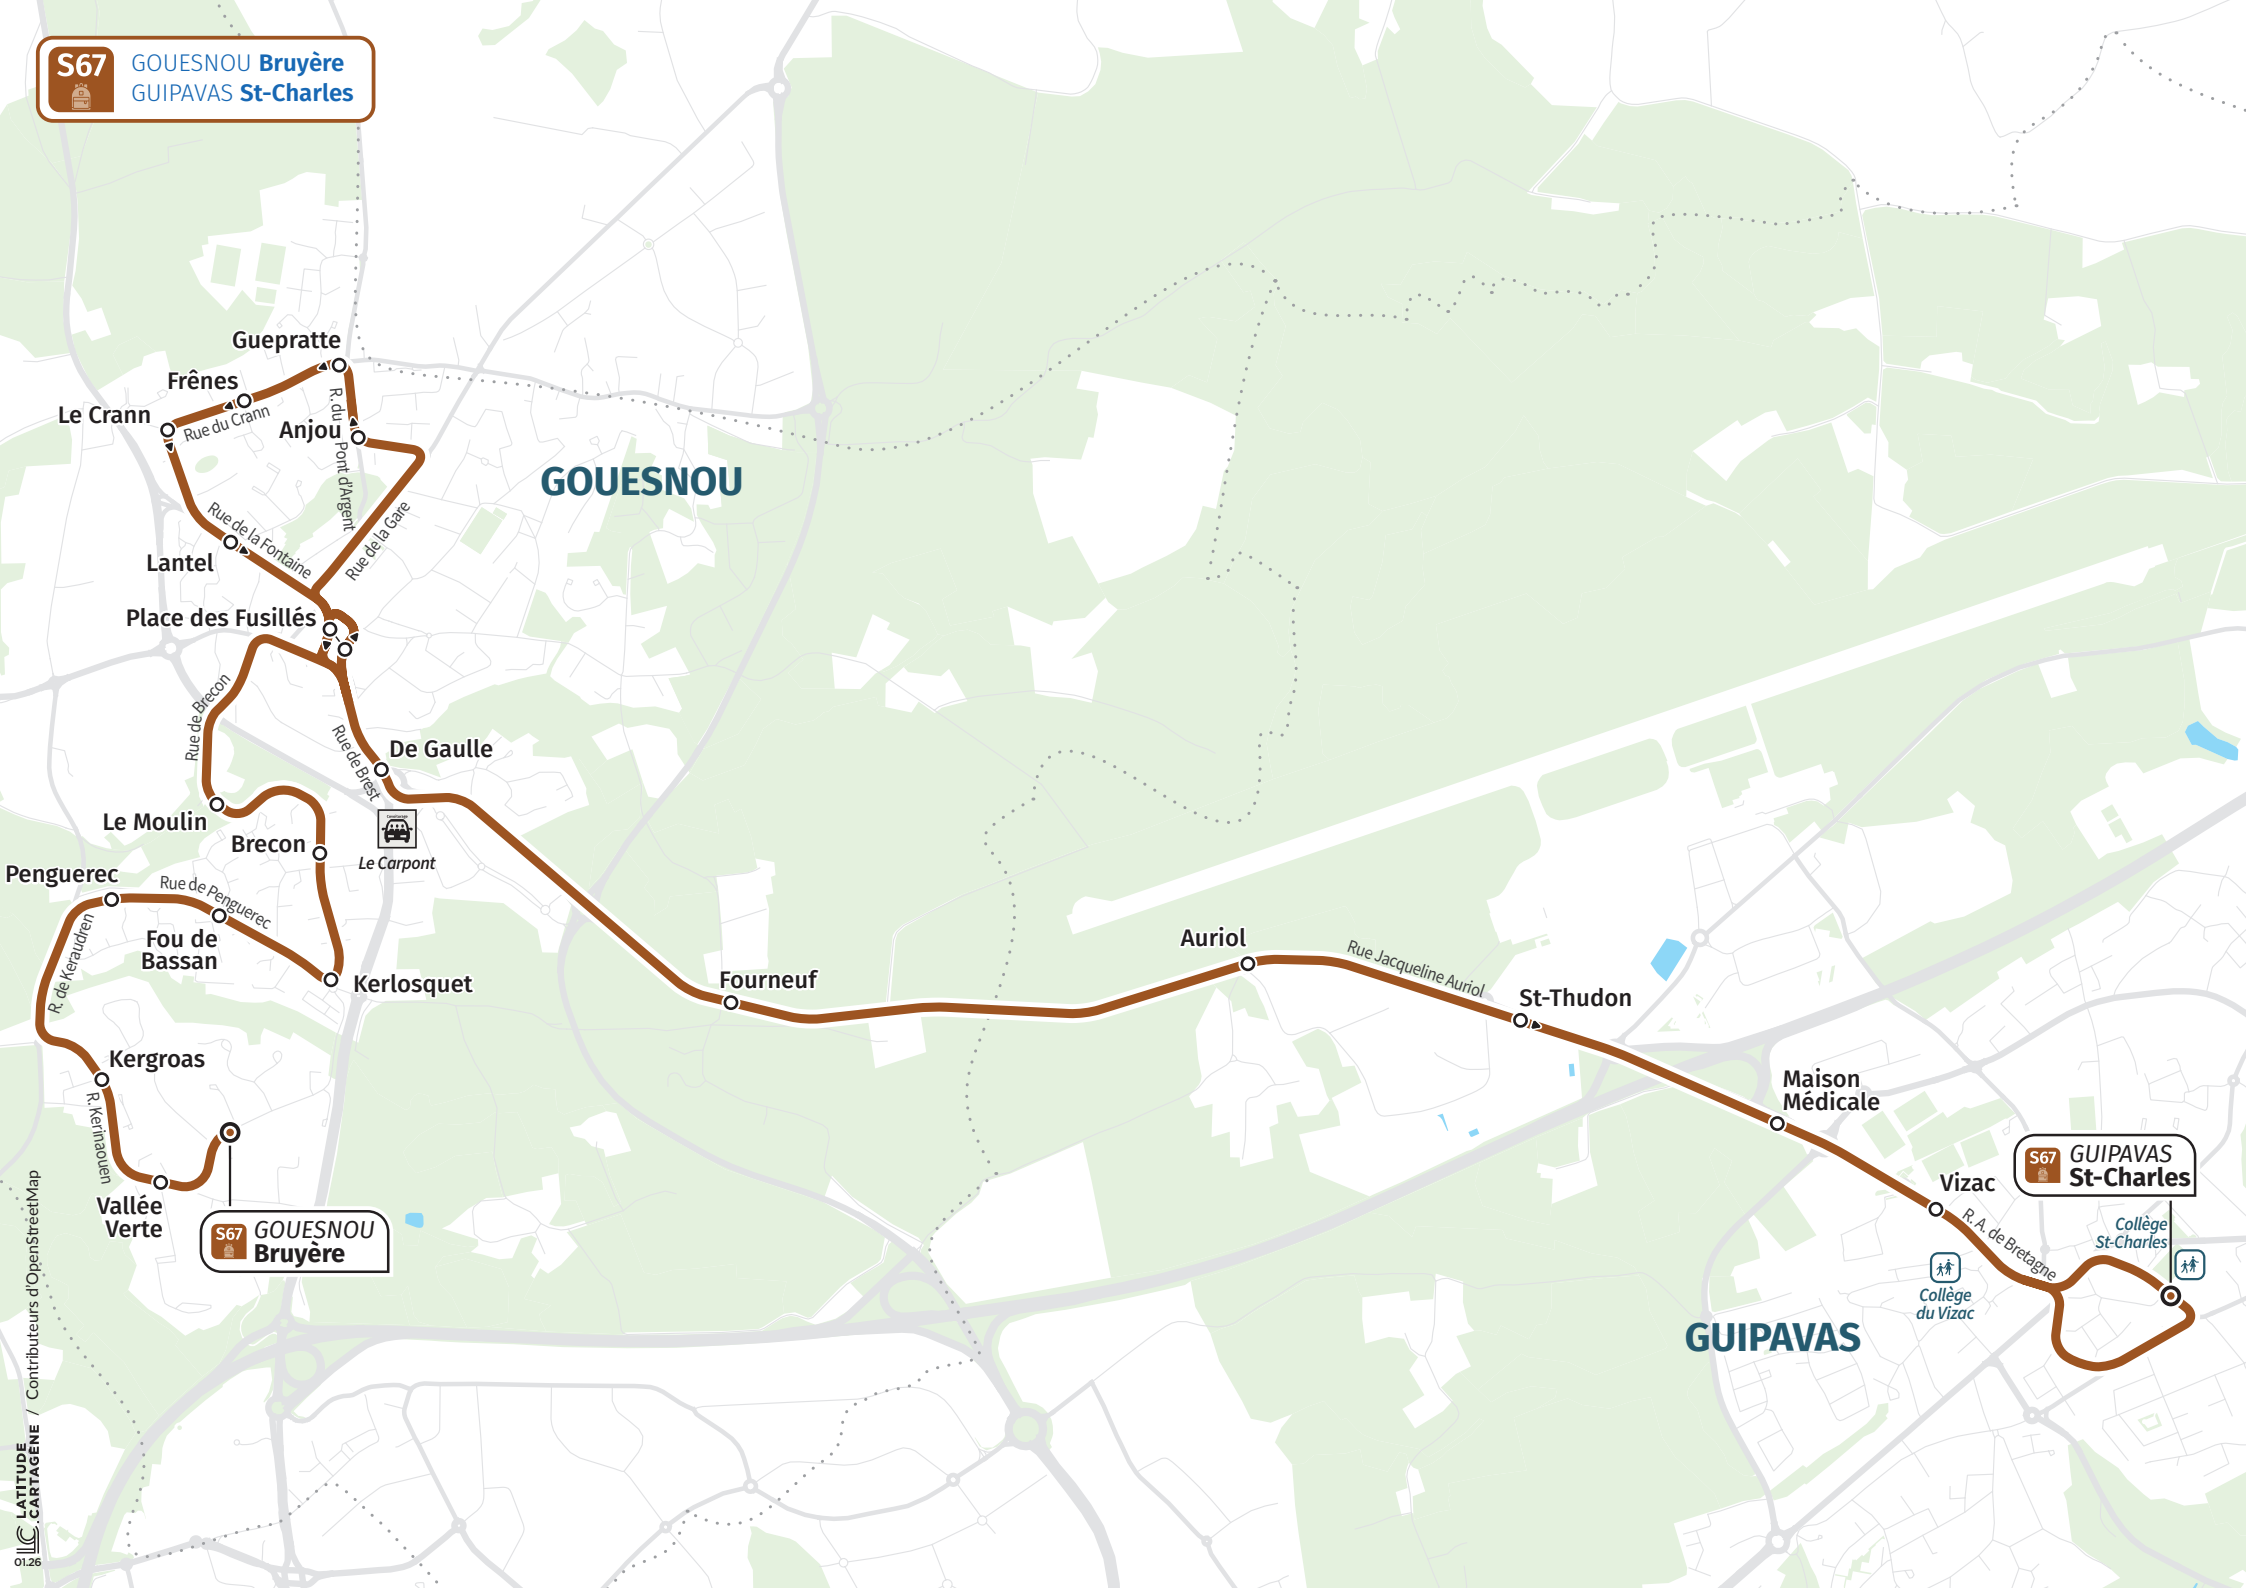 S67
GOUESNOU Bruyère
GUIPAVAS St-Charles
Guepratte
Frênes
Le Crann
Rue du Crann
R. du Pont d'Argent
Anjou
GOUESNOU
Rue de la Fontaine
Rue de la Gare
Lantel
Place des Fusillés
Rue de Brecon
Rue de Brest
De Gaulle
Le Moulin
Brecon
Le Carpont
Penguerec
Rue de Penguerec
R. de Keraudren
Fou de
Bassan
Kerlosquet
Fourneuf
Auriol
Rue Jacqueline Auriol
St-Thudon
Kergroas
R. Kerinaouen
Maison
Médicale
Vallée
Verte
S67
GOUESNOU
Bruyère
Vizac
S67
GUIPAVAS
St-Charles
R. A. de Bretagne
Collège
St-Charles
Collège
du Vizac
GUIPAVAS
LATITUDE
CARTAGÈNE / Contributeurs d'OpenStreetMap
LC
01.26